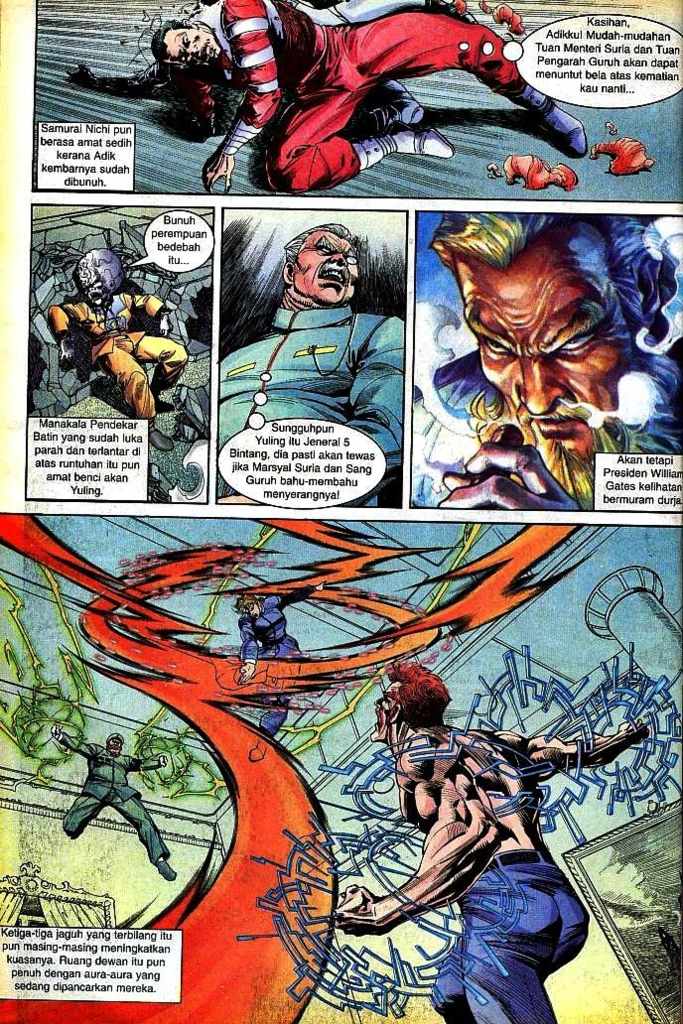 Kasihan,
Adikku! Mudah-mudahan
Tuan Menteri Suria dan Tuan
Pengarah Guruh akan dapat
menuntut bela atas kematian
kau nanti...
Samurai Nichi pun
berasa amat sedih
kerana Adik
kembarnya sudah
dibunuh.
Bunuh
perempuan
bedebah
itu...
Manakala Pendekar
Batin yang sudah luka
parah dan terlantar di
atas runtuhan itu pun
amat benci akan
Yuling.
Sungguhpun
Yuling itu Jeneral 5
Bintang, dia pasti akan tewas
jika Marsyal Suria dan Sang
Guruh bahu-membahu
menyerangnya!
Akan tetapi
Presiden William
Gates kelihatan
bermuram durja.
Ketiga-tiga jaguh yang terbilang itu
pun masing-masing meningkatkan
kuasanya. Ruang dewan itu pun
penuh dengan aura-aura yang
sedang dipancarkan mereka.